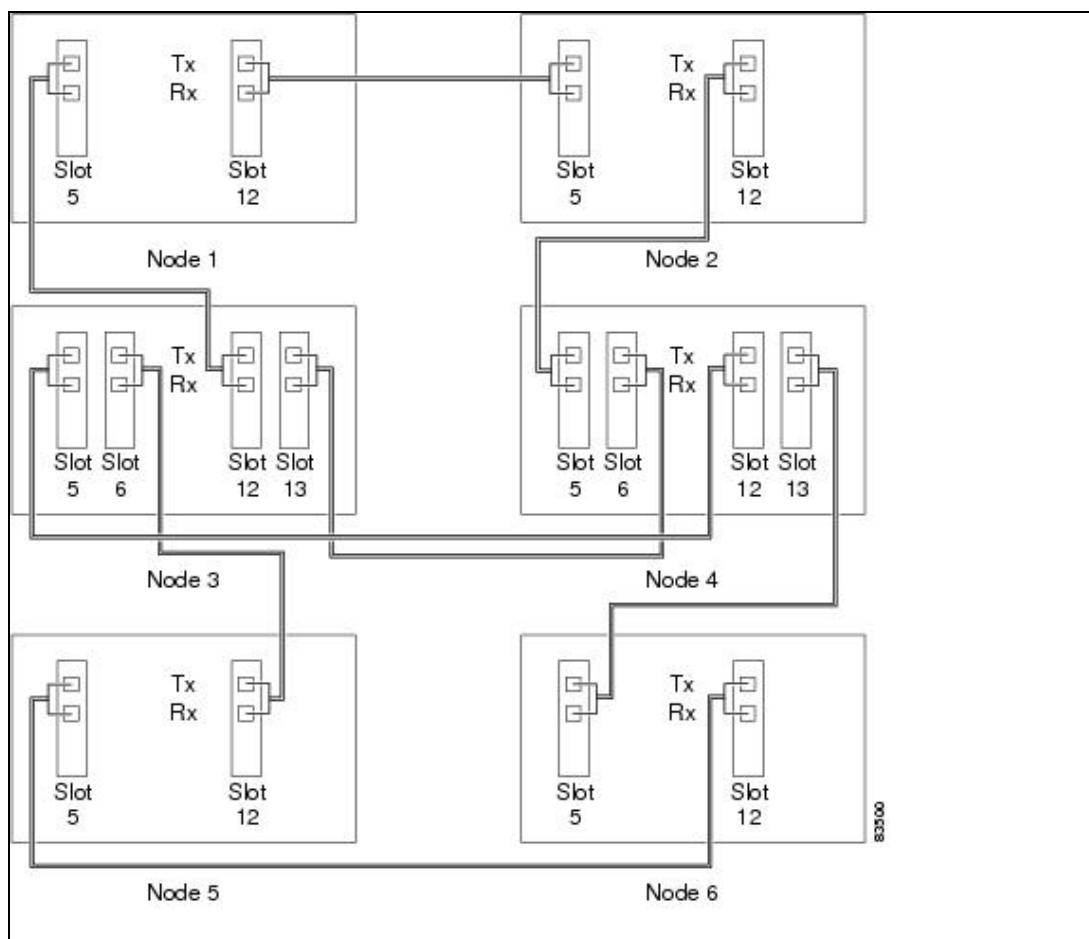 Tx
Tx
Rx
Rx
Slot
Slot
Slot
Slot
5
12
5
12
Node 1
Node 2
Tx
Tx
Rx
Rx
Slot Slot
Slot Slot
Slot Slot
Slot Slot
5 6
12 13
5 6
12 13
Node 3
Node 4
Tx
Tx
Rx
Rx
Slot
Slot
Slot
Slot
5
12
5
12
83500
Node 5
Node 6